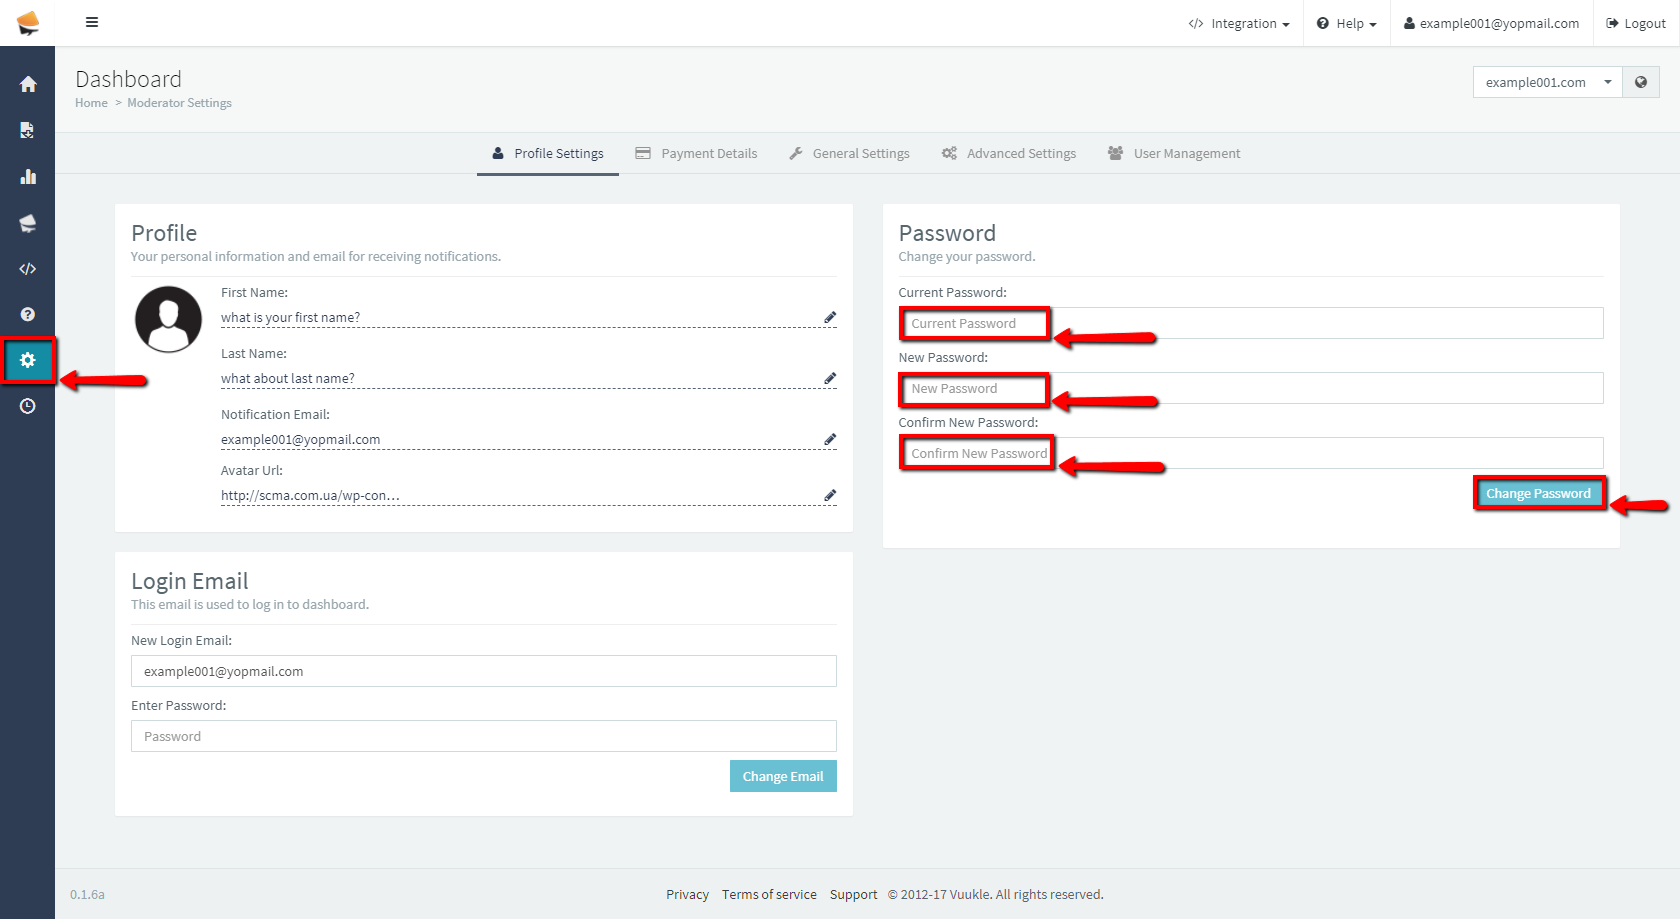 Integration
Help
example001@yopmail.com
Logout
Dashboard
Home > Moderator Settings
example001.com
Profile Settings
Payment Details
General Settings
Advanced Settings
User Management
Profile
Your personal information and email for receiving notifications.
First Name:
what is your first name?
Last Name:
what about last name?
Notification Email:
example001@yopmail.com
Avatar Url:
http://scma.com.ua/wp-con...
Password
Change your password.
Current Password:
Current Password
New Password:
New Password
Confirm New Password:
Confirm New Password
Change Password
Login Email
This email is used to log in to dashboard.
New Login Email:
example001@yopmail.com
Enter Password:
Password
Change Email
0.1.6a
Privacy Terms of service Support © 2012-17 Vuukle. All rights reserved.